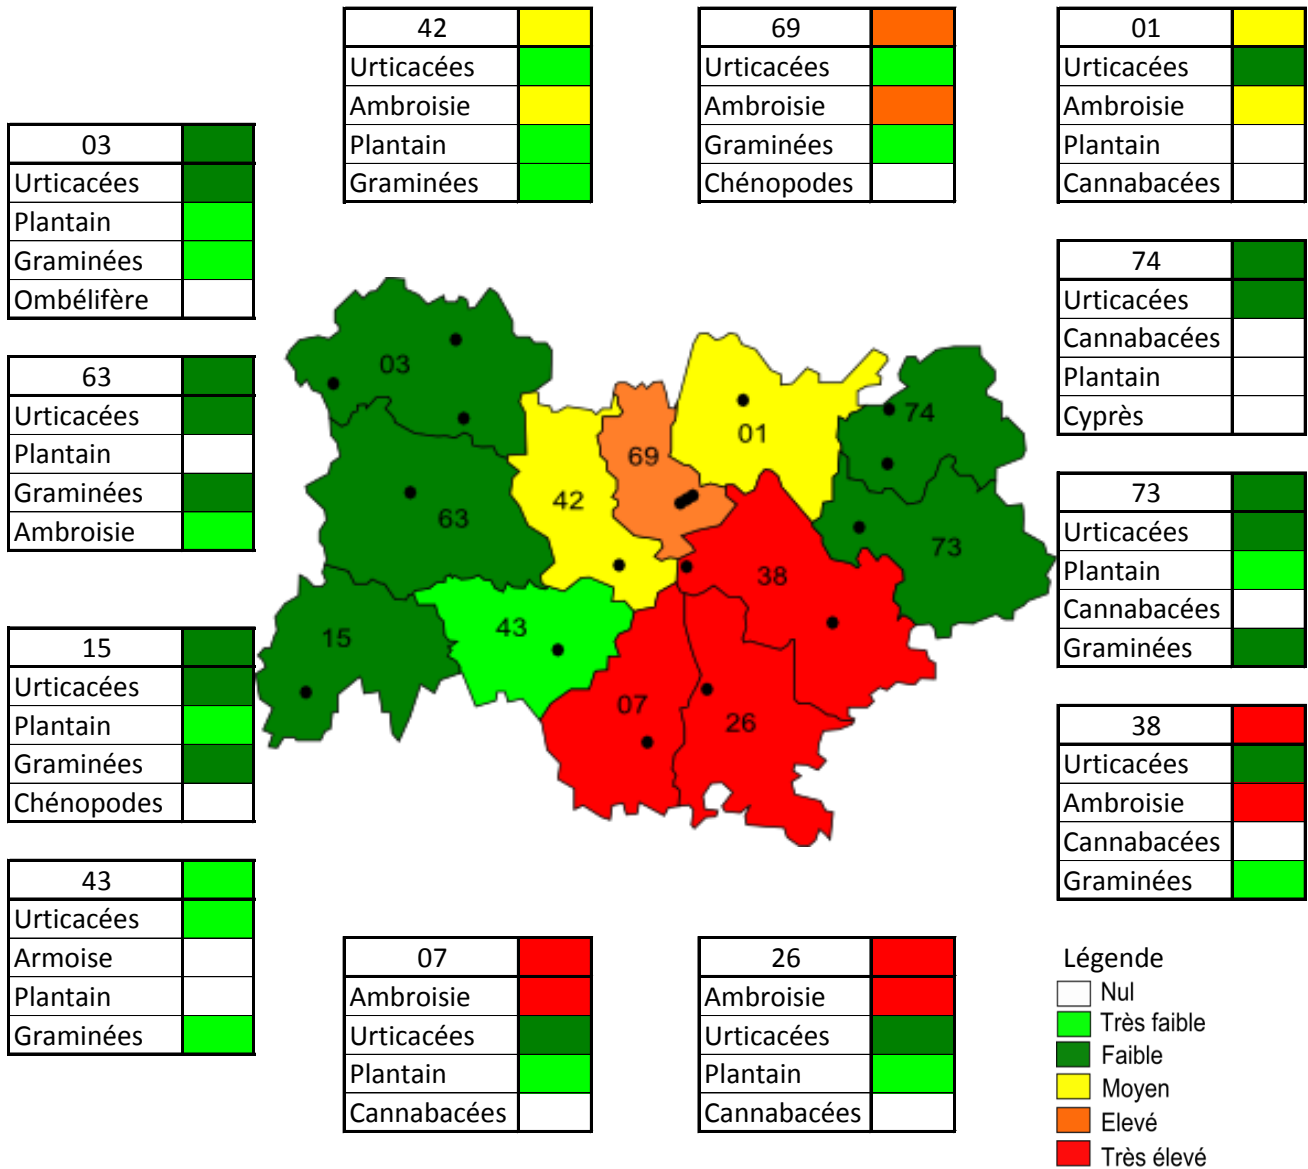 42
Urticacées
Ambroisie
Plantain
Graminées
69
Urticacées
Ambroisie
Graminées
Chénopodes
01
Urticacées
Ambroisie
Plantain
Cannabacées
03
Urticacées
Plantain
Graminées
Ombélifère
74
Urticacées
Cannabacées
Plantain
Cyprès
63
Urticacées
Plantain
Graminées
Ambroisie
73
Urticacées
Plantain
Cannabacées
Graminées
15
Urticacées
Plantain
Graminées
Chénopodes
38
Urticacées
Ambroisie
Cannabacées
Graminées
43
Urticacées
Armoise
Plantain
Graminées
07
Ambroisie
Urticacées
Plantain
Cannabacées
26
Ambroisie
Urticacées
Plantain
Cannabacées
03
74
01
69
42
63
73
38
43
15
07
26
Légende
Nul
Très faible
Faible
Moyen
Elevé
Très élevé